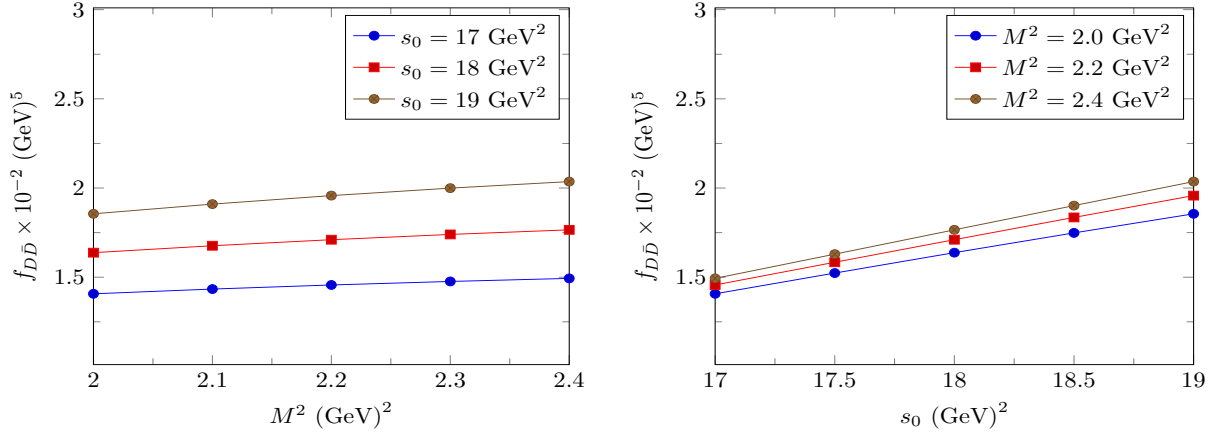 3
2.5
2
1.5
f_{DD̄} × 10^{−2} (GeV)^5
s_0 = 17 GeV^2
s_0 = 18 GeV^2
s_0 = 19 GeV^2
2 2.1 2.2 2.3 2.4
M^2 (GeV)^2
3
2.5
2
1.5
f_{DD̄} × 10^{−2} (GeV)^5
M^2 = 2.0 GeV^2
M^2 = 2.2 GeV^2
M^2 = 2.4 GeV^2
17 17.5 18 18.5 19
s_0 (GeV)^2